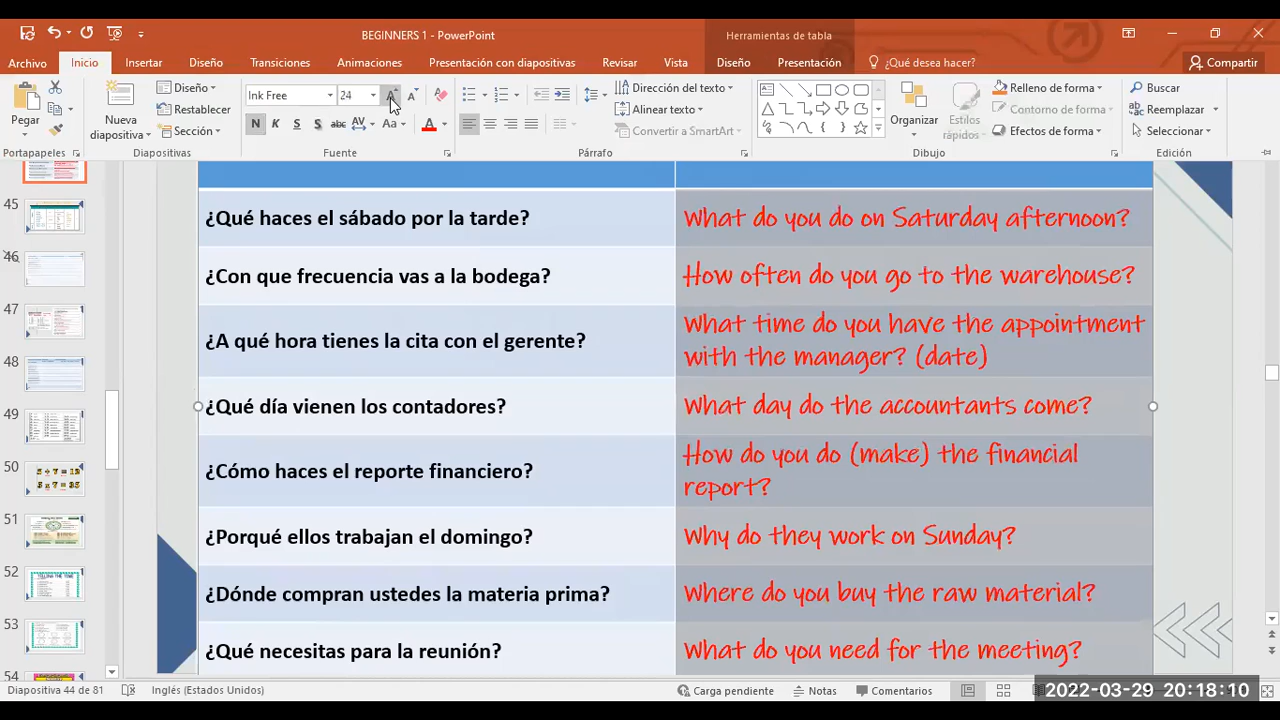 BEGINNERS 1 - PowerPoint
Herramientas de tabla
Archivo
Inicio
Insertar
Diseño
Transiciones
Animaciones
Presentación con diapositivas
Revisar
Vista
Diseño
Presentación
¿Qué desea hacer?
Compartir
Pegar
Nueva
diapositiva
Diseño
Restablecer
Sección
Ink Free
24
N K S S abc AV Aa A
Dirección del texto
Alinear texto
Convertir a SmartArt
Organizar
Estilos
rápidos
Relleno de forma
Contorno de forma
Efectos de forma
Buscar
Reemplazar
Seleccionar
Portapapeles
Diapositivas
Fuente
Párrafo
Dibujo
Edición
45
46
47
48
49
50
51
52
53
54
¿Qué haces el sábado por la tarde?
What do you do on Saturday afternoon?
¿Con que frecuencia vas a la bodega?
How often do you go to the warehouse?
¿A qué hora tienes la cita con el gerente?
What time do you have the appointment
with the manager? (date)
¿Qué día vienen los contadores?
What day do the accountants come?
¿Cómo haces el reporte financiero?
How do you do (make) the financial
report?
¿Porqué ellos trabajan el domingo?
Why do they work on Sunday?
¿Dónde compran ustedes la materia prima?
Where do you buy the raw material?
¿Qué necesitas para la reunión?
What do you need for the meeting?
Diapositiva 44 de 81
Inglés (Estados Unidos)
Carga pendiente
Notas
Comentarios
2022-03-29 20:18:10